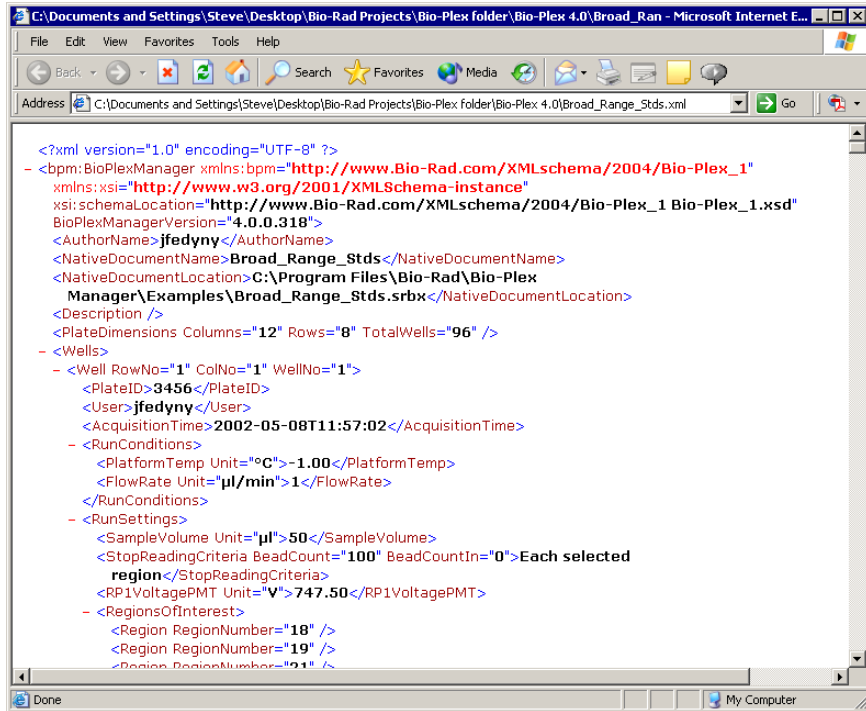 C:\Documents and Settings\Steve\Desktop\Bio-Rad Projects\Bio-Plex folder\Bio-Plex 4.0\Broad_Ran - Microsoft Internet E...
File Edit View Favorites Tools Help
Back Search Favorites Media
Address C:\Documents and Settings\Steve\Desktop\Bio-Rad Projects\Bio-Plex folder\Bio-Plex 4.0\Broad_Range_Stds.xml Go
<?xml version="1.0" encoding="UTF-8" ?>
- <bpm:BioPlexManager xmlns:bpm="http://www.Bio-Rad.com/XMLschema/2004/Bio-Plex_1"
xmlns:xsi="http://www.w3.org/2001/XMLSchema-instance"
xsi:schemaLocation="http://www.Bio-Rad.com/XMLschema/2004/Bio-Plex_1 Bio-Plex_1.xsd"
BioPlexManagerVersion="4.0.0.318">
<AuthorName>jfedyny</AuthorName>
<NativeDocumentName>Broad_Range_Stds</NativeDocumentName>
<NativeDocumentLocation>C:\Program Files\Bio-Rad\Bio-Plex
Manager\Examples\Broad_Range_Stds.srbx</NativeDocumentLocation>
<Description />
<PlateDimensions Columns="12" Rows="8" TotalWells="96" />
- <Wells>
- <Well RowNo="1" ColNo="1" WellNo="1">
<PlateID>3456</PlateID>
<User>jfedyny</User>
<AcquisitionTime>2002-05-08T11:57:02</AcquisitionTime>
- <RunConditions>
<PlatformTemp Unit="°C">-1.00</PlatformTemp>
<FlowRate Unit="µl/min">1</FlowRate>
</RunConditions>
- <RunSettings>
<SampleVolume Unit="µl">50</SampleVolume>
<StopReadingCriteria BeadCount="100" BeadCountIn="0">Each selected
region</StopReadingCriteria>
<RP1VoltagePMT Unit="V">747.50</RP1VoltagePMT>
- <RegionsOfInterest>
<Region RegionNumber="18" />
<Region RegionNumber="19" />
<Region RegionNumber="21" />
Done My Computer